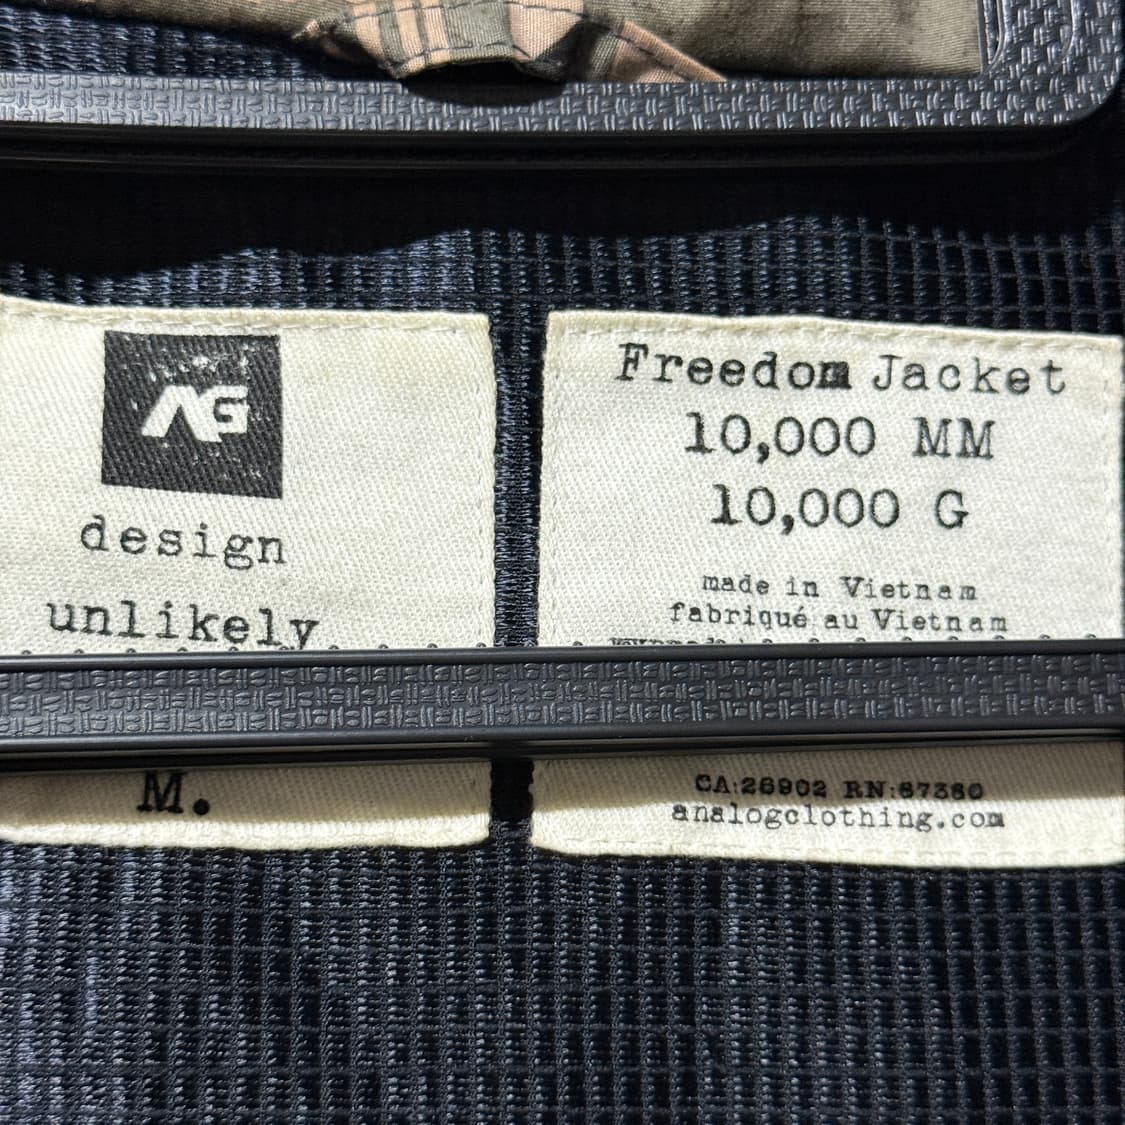 AG
design
unlikely
M.
Freedom Jacket
10,000 MM
10,000 G
made in Vietnam
fabriqué au Vietnam
CA:26902 RN:67380
analogclothing.com